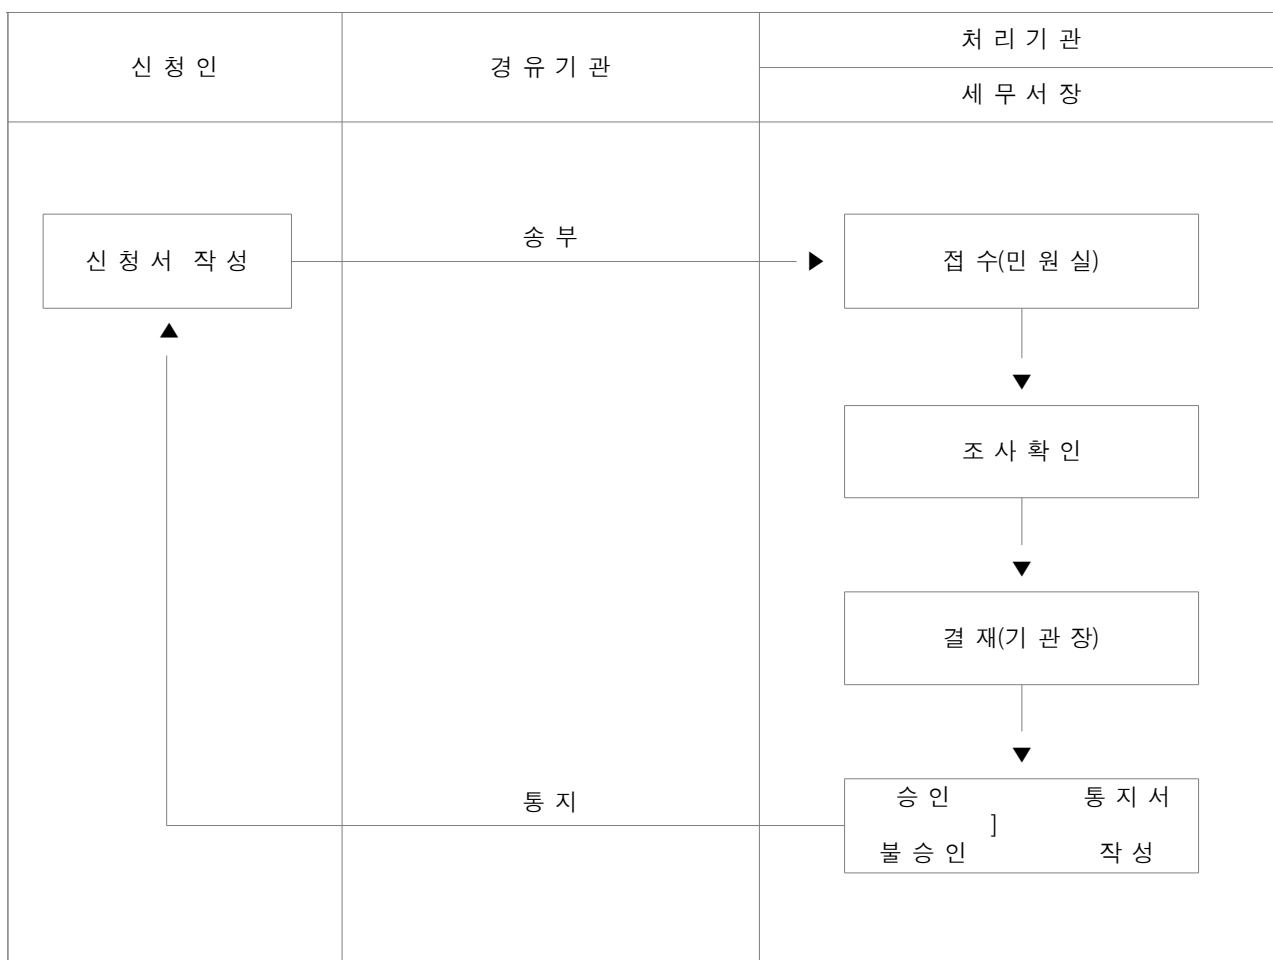 신 청 인
경 유 기 관
처 리 기 관
세 무 서 장
신 청 서 작 성
송 부
접 수(민 원 실)
조 사 확 인
결 재(기 관 장)
통 지
승 인 통 지 서
]
불 승 인 작 성